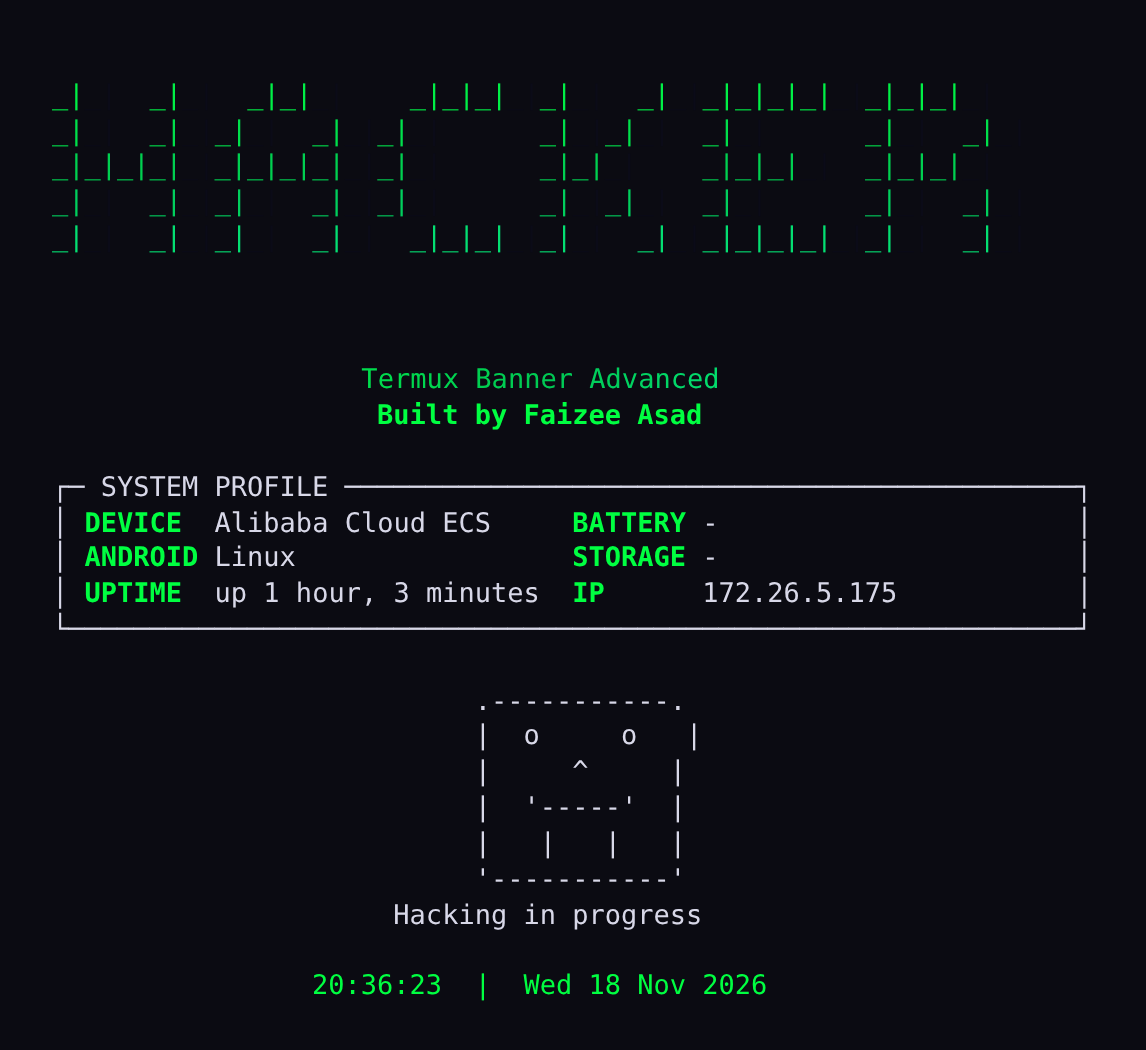 HACKER
Termux Banner Advanced
Built by Faizee Asad
SYSTEM PROFILE
DEVICE Alibaba Cloud ECS BATTERY -
ANDROID Linux STORAGE -
UPTIME up 1 hour, 3 minutes IP 172.26.5.175
Hacking in progress
20:36:23 | Wed 18 Nov 2026